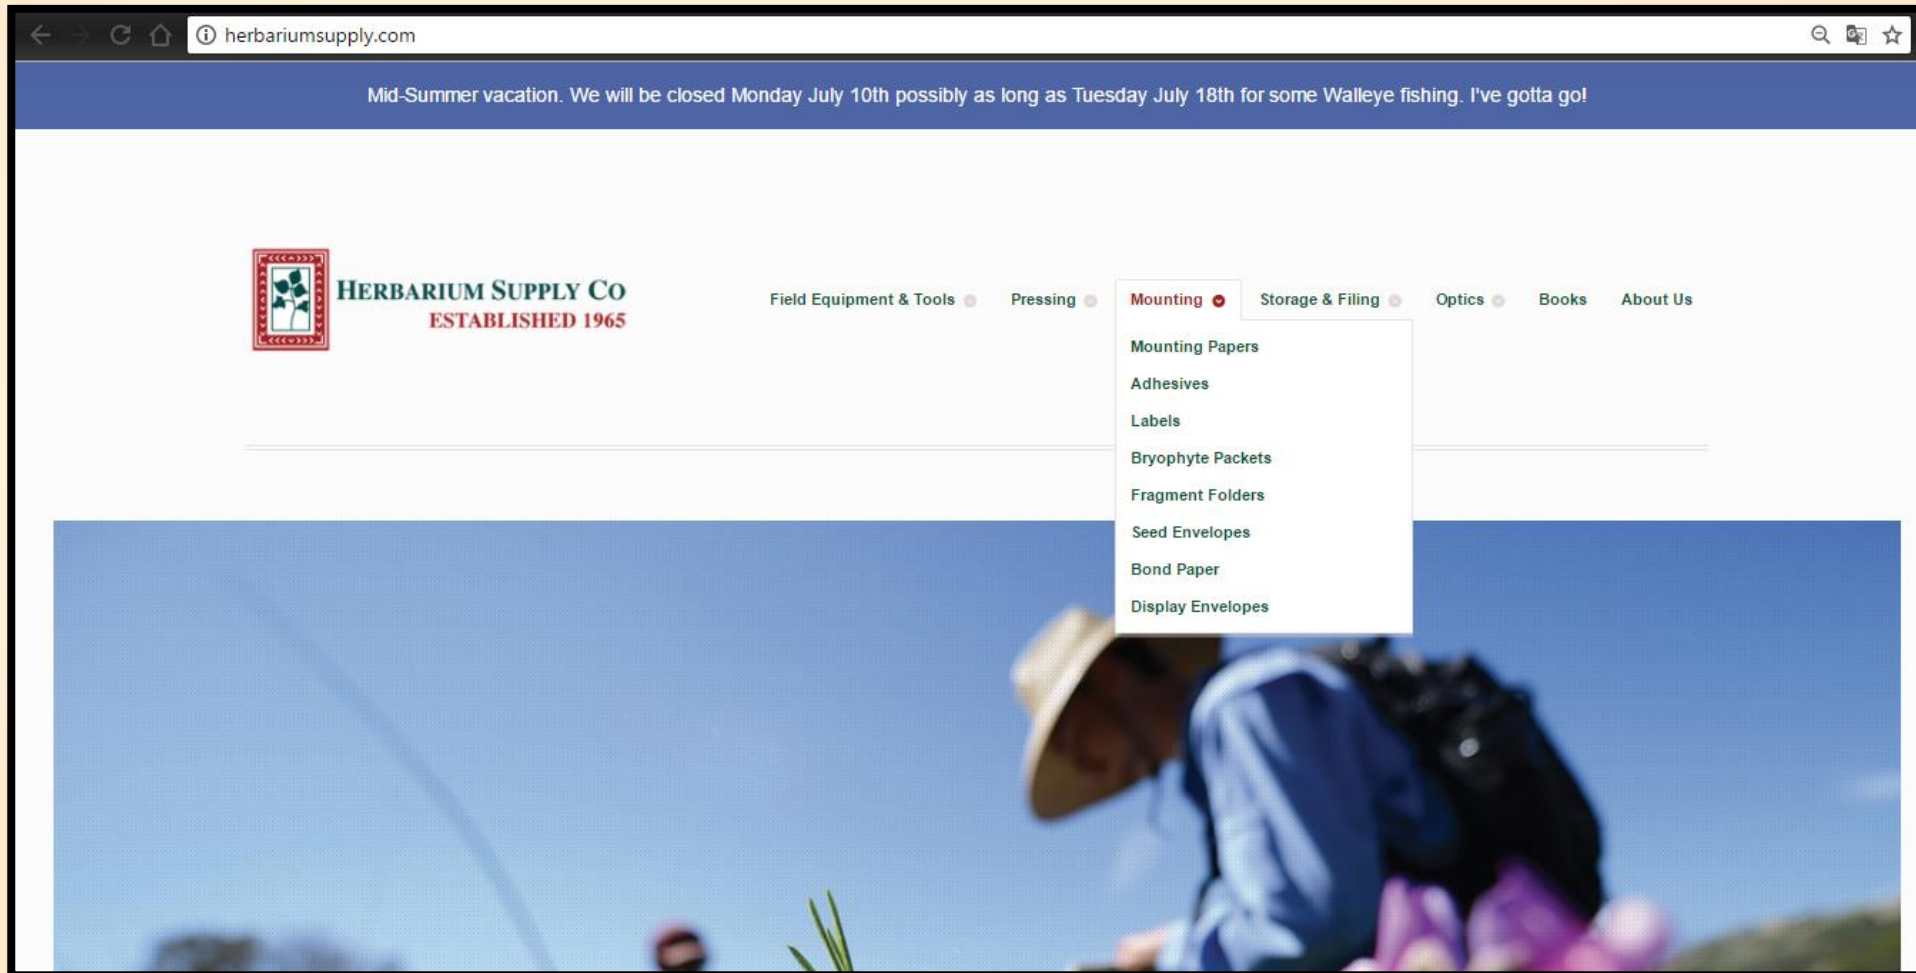 herbariumsupply.com
Mid-Summer vacation. We will be closed Monday July 10th possibly as long as Tuesday July 18th for some Walleye fishing. I've gotta go!
HERBARIUM SUPPLY CO
ESTABLISHED 1965
Field Equipment & Tools Pressing Mounting Storage & Filing Optics Books About Us
Mounting Papers
Adhesives
Labels
Bryophyte Packets
Fragment Folders
Seed Envelopes
Bond Paper
Display Envelopes